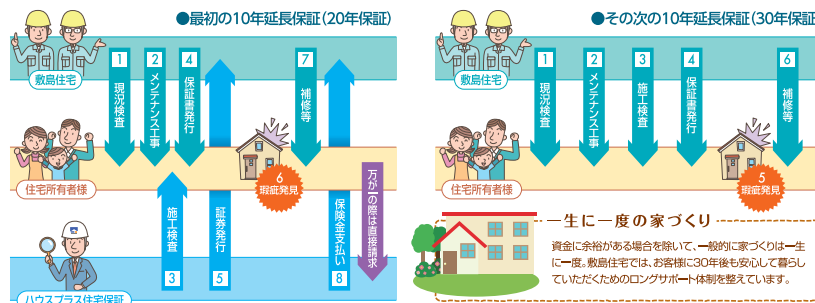 ●最初の10年延長保証(20年保証)
敷島住宅
1 現況検査
2 メンテナンス工事
4 保証書発行
7 補修等
住宅所有者様
6
瑕疵発見
万が一の際は直接請求
施工検査 3
証券発行 5
保険金支払い 8
ハウスプラス住宅保証
●その次の10年延長保証(30年保証
敷島住宅
1 現況検査
2 メンテナンス工事
3 施工検査
4 保証書発行
6 補修等
住宅所有者様
5
瑕疵発見
一生に一度の家づくり
資金に余裕がある場合を除いて、一般的に家づくりは一生
に一度。敷島住宅では、お客様に30年後も安心して暮らし
ていただくためのロングサポート体制を整えています。